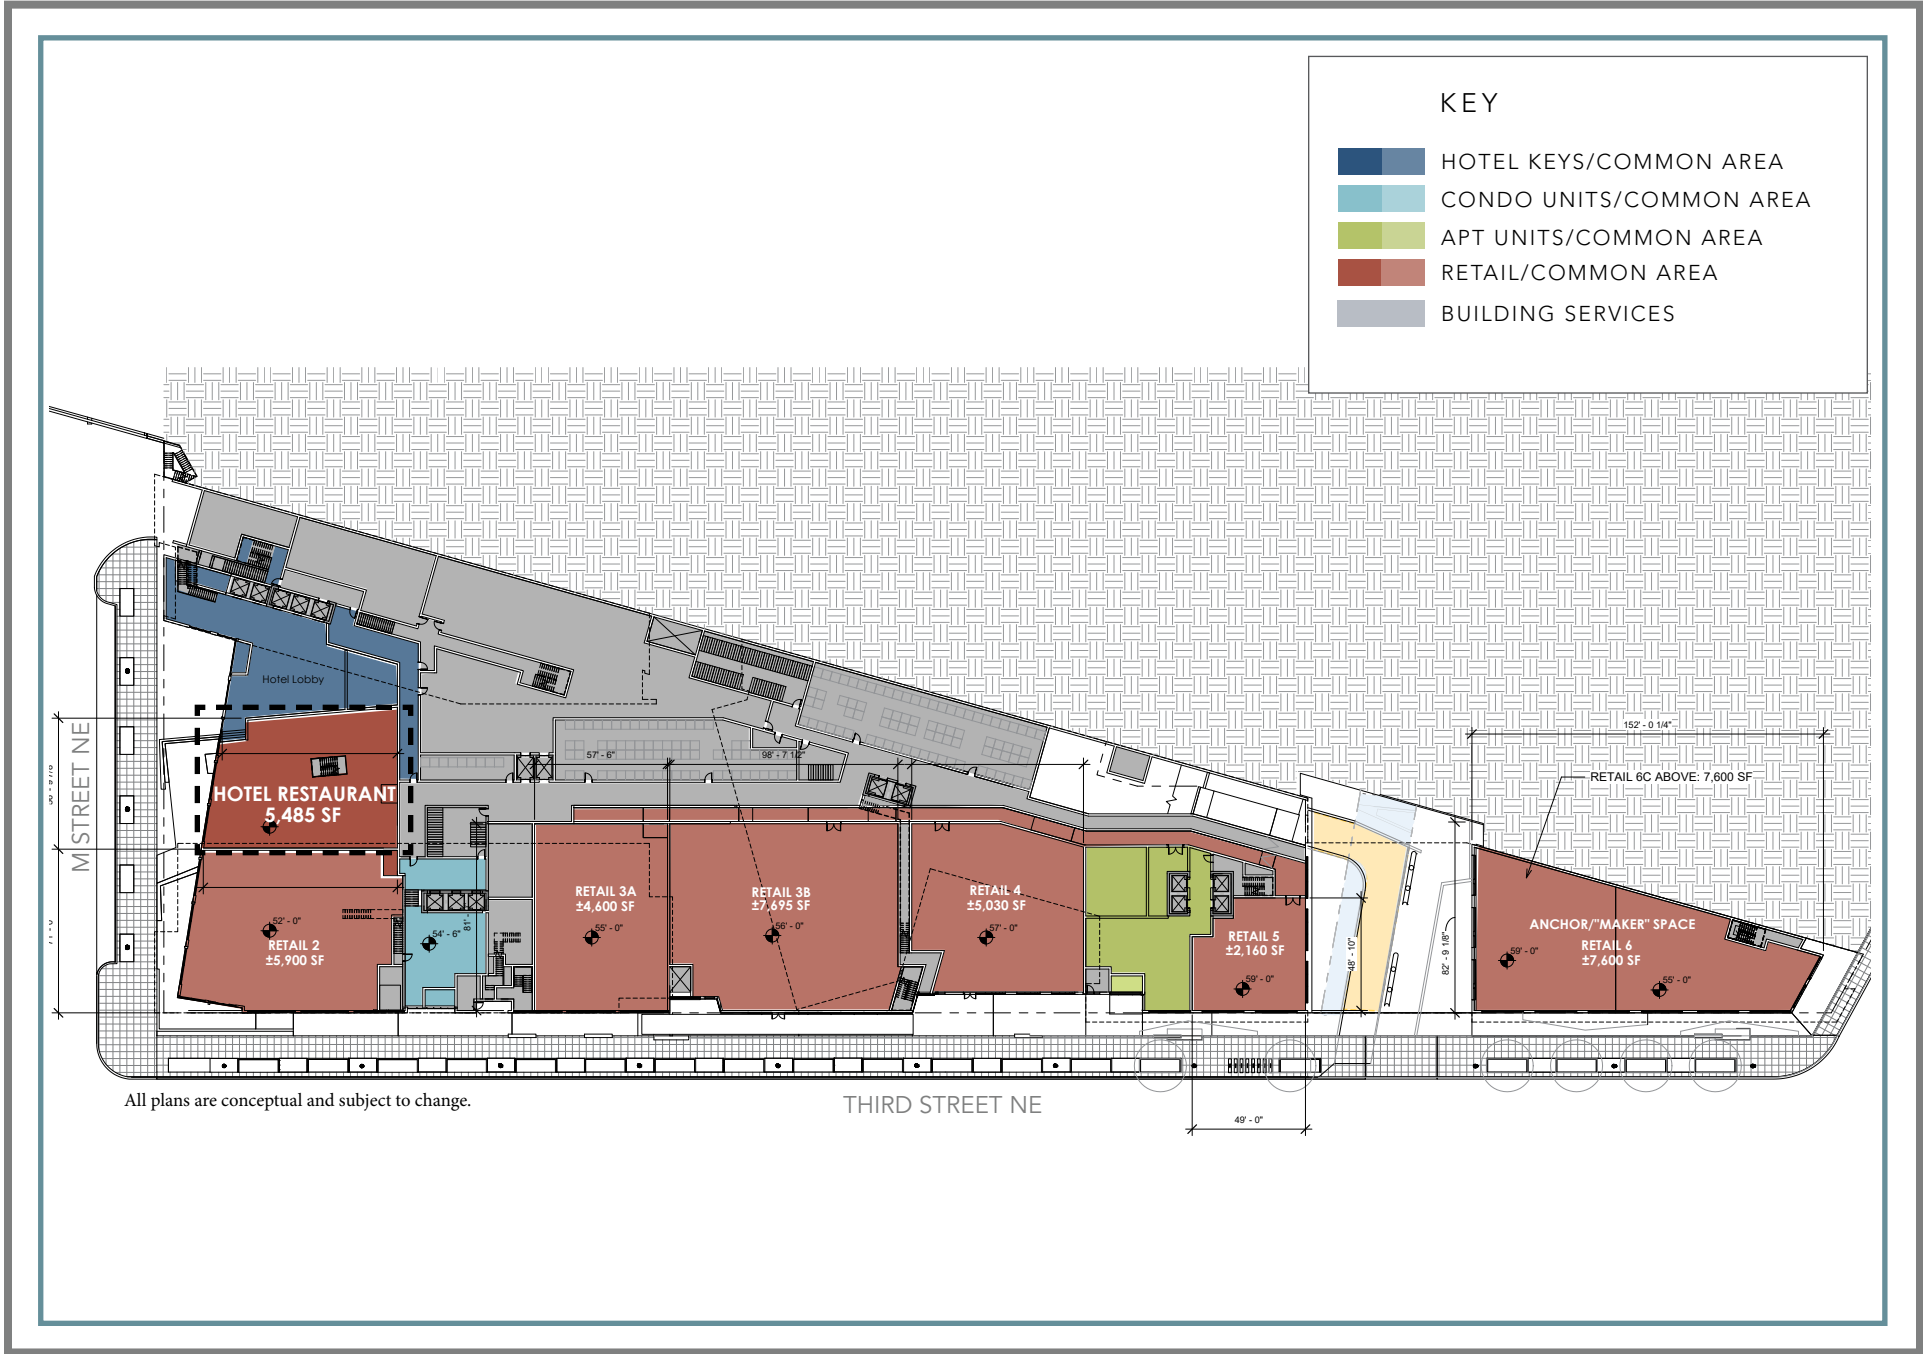 KEY
HOTEL KEYS/COMMON AREA
CONDO UNITS/COMMON AREA
APT UNITS/COMMON AREA
RETAIL/COMMON AREA
BUILDING SERVICES
Hotel Lobby
M STREET NE
HOTEL RESTAURANT
5,485 SF
57' - 6"
98' - 7 1/2"
152' - 0 1/4"
RETAIL 6C ABOVE: 7,600 SF
52' - 0"
RETAIL 2
±5,900 SF
54' - 6"
81'
RETAIL 3A
±4,600 SF
55' - 0"
RETAIL 3B
±7,695 SF
56' - 0"
RETAIL 4
±5,030 SF
57' - 0"
RETAIL 5
±2,160 SF
59' - 0"
48' - 10"
82' - 9 1/8"
ANCHOR/"MAKER" SPACE
RETAIL 6
±7,600 SF
59' - 0"
55' - 0"
All plans are conceptual and subject to change.
THIRD STREET NE
49' - 0"